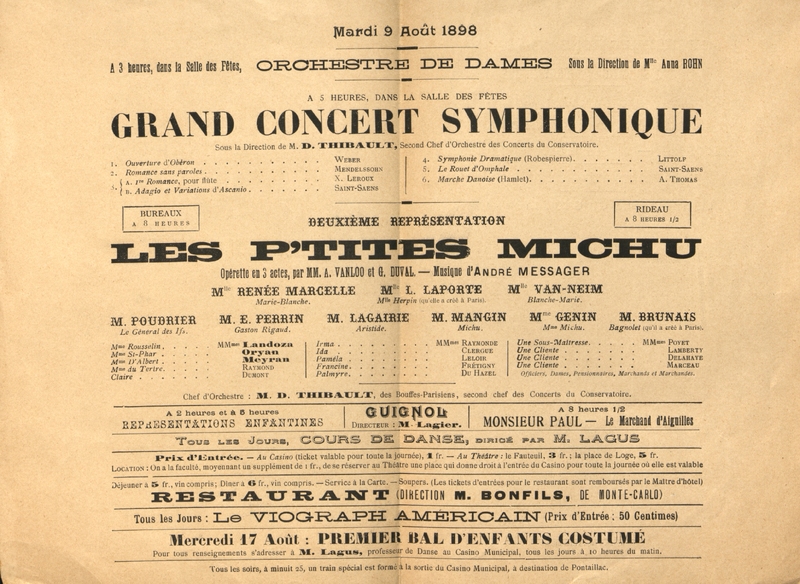 Mardi 9 Août 1898
A 3 heures, dans la Salle des Fêtes, ORCHESTRE DE DAMES Sous la Direction de Mlle Anna ROHN
A 5 HEURES, DANS LA SALLE DES FÊTES
GRAND CONCERT SYMPHONIQUE
Sous la Direction de M. D. THIBAULT, Second Chef d'Orchestre des Concerts du Conservatoire.
1. Ouverture d'Obéron . . . . . . . . . . . WEBER
2. Romance sans paroles . . . . . . . . . . . MENDELSSOHN
3. { A. 1re Romance, pour flûte . . . . . . . . . X. LEROUX
{ B. Adagio et Variations d'Ascanio . . . . . . . SAINT-SAENS
4. Symphonie Dramatique (Robespierre). . . . . . . LITTOLF
5. Le Rouet d'Omphale . . . . . . . . . . . SAINT-SAENS
6. Marche Danoise (Hamlet). . . . . . . . . . A. THOMAS
BUREAUX
A 8 HEURES
DEUXIÈME REPRÉSENTATION
RIDEAU
A 8 HEURES 1/2
LES P'TITES MICHU
Opérette en 3 actes, par MM. A. VANLOO et G. DUVAL. — Musique d'ANDRÉ MESSAGER
Mlle RENÉE MARCELLE Mlle L. LAPORTE Mlle VAN-NEIM
Marie-Blanche. Mlle Herpin (qu'elle a créé à Paris). Blanche-Marie.
M. POUDRIER M. E. PERRIN M. LAGAIRIE M. MANGIN Mme GENIN M. BRUNAIS
Le Général des Ifs. Gaston Rigaud. Aristide. Michu. Mme Michu. Bagnolet (qu'il a créé à Paris).
Mme Rousselin, . . . . . MMmes Landoza
Mme St-Phar . . . . . . Oryan
Mme D'Albert . . . . . . Meyran
Mme du Tertre . . . . . . RAYMOND
Claire . . . . . . . DUMONT
Irma . . . . . . . . . MMmes RAYMONDE
Ida . . . . . . . . . CLERGUE
Paméla . . . . . . . . LELOIR
Francine . . . . . . . . FRÉTIGNY
Palmyre . . . . . . . . DU HAZEL
Une Sous-Maîtresse . . . . . MMmes POYET
Une Cliente . . . . . . . LAMBERTY
Une Cliente . . . . . . . DELAHAYE
Une Cliente . . . . . . . MARCEAU
Officiers, Dames, Pensionnaires, Marchands et Marchandes.
Chef d'Orchestre : M. D. THIBAULT, des Bouffes-Parisiens, second chef des Concerts du Conservatoire.
A 2 heures et à 5 heures
REPRÉSENTATIONS ENFANTINES
GUIGNOL
DIRECTEUR : M. Lagier.
A 8 heures 1/2
MONSIEUR PAUL — Le Marchand d'Aiguilles
TOUS LES JOURS, COURS DE DANSE, DIRIGÉ PAR M. LAGUS
Prix d'Entrée. — Au Casino (ticket valable pour toute la journée), 1 fr. — Au Théâtre : le Fauteuil, 3 fr. ; la place de Loge, 5 fr.
LOCATION : On a la faculté, moyennant un supplément de 1 fr., de se réserver au Théâtre une place qui donne droit à l'entrée du Casino pour toute la journée où elle est valable
Déjeuner à 5 fr., vin compris; Dîner à 6 fr., vin compris. — Service à la Carte. — Soupers. (Les tickets d'entrées pour le restaurant sont remboursés par le Maître d'hôtel)
RESTAURANT (DIRECTION M. BONFILS, DE MONTE-CARLO)
Tous les Jours : Le VIOGRAPH AMERICAIN (Prix d'Entrée : 50 Centimes)
Mercredi 17 Août : PREMIER BAL D'ENFANTS COSTUMÉ
Pour tous renseignements s'adresser à M. Lagus, professeur de Danse au Casino Municipal, tous les jours à 10 heures du matin.
Tous les soirs, à minuit 25, un train spécial est formé à la sortie du Casino Municipal, à destination de Pontaillac.